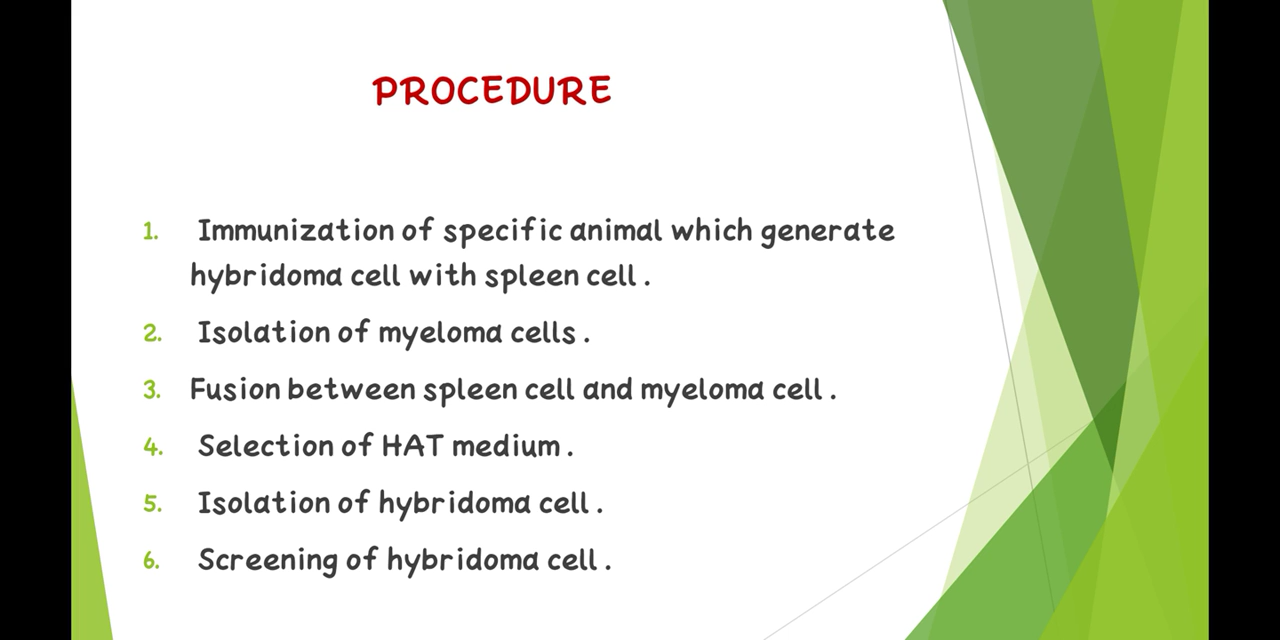 PROCEDURE
1. Immunization of specific animal which generate
hybridoma cell with spleen cell .
2. Isolation of myeloma cells .
3. Fusion between spleen cell and myeloma cell .
4. Selection of HAT medium .
5. Isolation of hybridoma cell .
6. Screening of hybridoma cell .